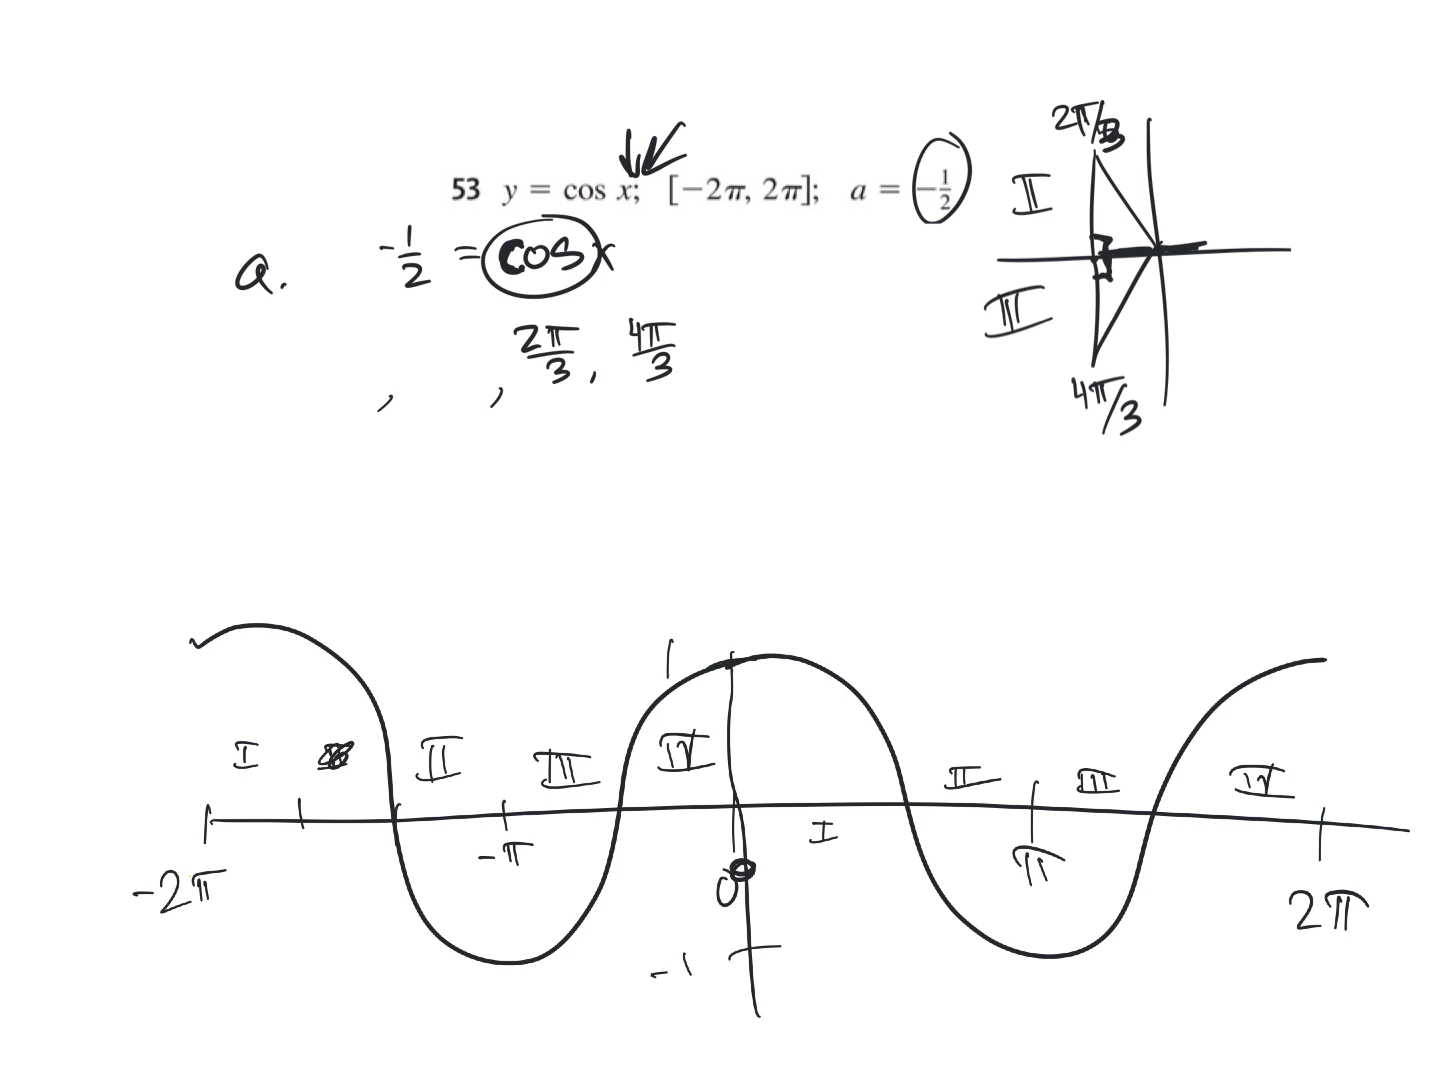 2π/3
53 y = cos x; [−2π, 2π]; a = −1/2
II
a. -1/2 = cos x
III
2π/3, 4π/3
, ,
4π/3
1
I II III IV II III IV
I
-2π -π 0 π 2π
-1